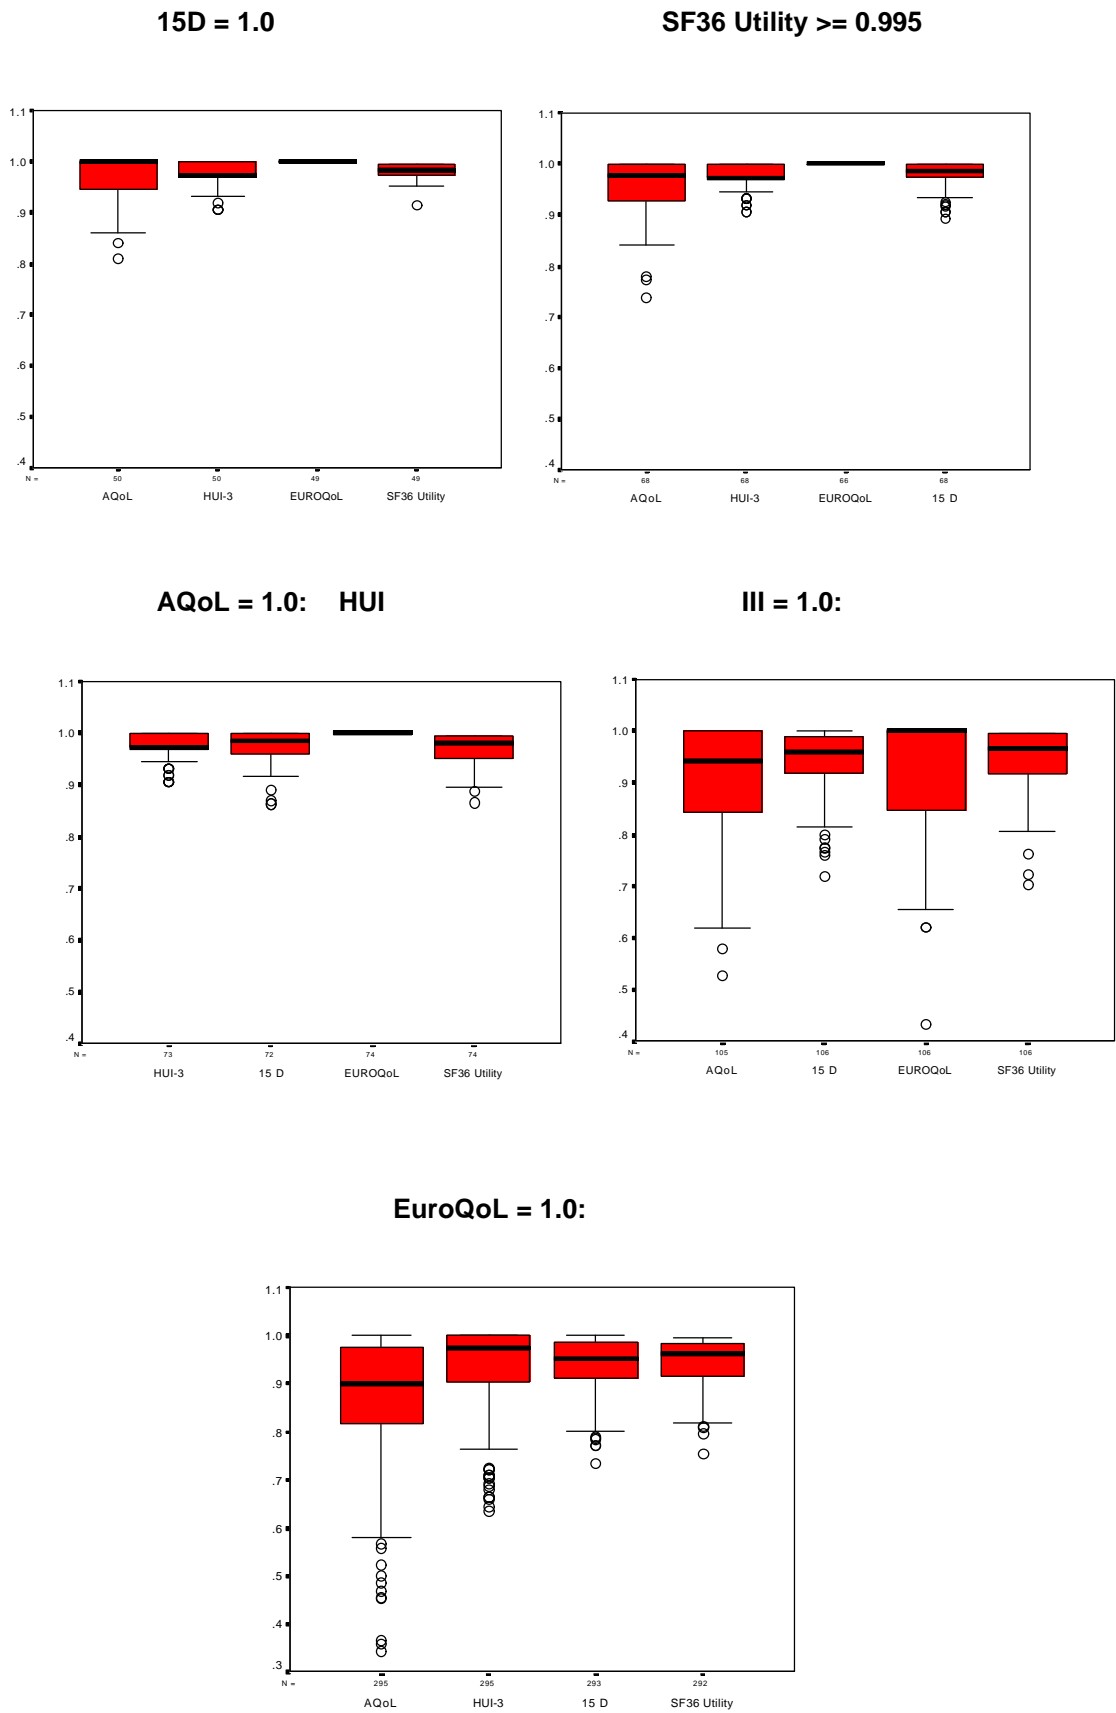 15D = 1.0
SF36 Utility >= 0.995
1.1
1.0
.9
.8
.7
.6
.5
.4
N = 50 50 49 49
AQoL HUI-3 EUROQoL SF36 Utility
1.1
1.0
.9
.8
.7
.6
.5
.4
N = 68 68 66 68
AQoL HUI-3 EUROQoL 15 D
AQoL = 1.0: HUI
III = 1.0:
1.1
1.0
.9
.8
.7
.6
.5
.4
N = 73 72 74 74
HUI-3 15 D EUROQoL SF36 Utility
1.1
1.0
.9
.8
.7
.6
.5
.4
N = 105 106 106 106
AQoL 15 D EUROQoL SF36 Utility
EuroQoL = 1.0:
1.1
1.0
.9
.8
.7
.6
.5
.4
.3
N = 295 295 293 292
AQoL HUI-3 15 D SF36 Utility